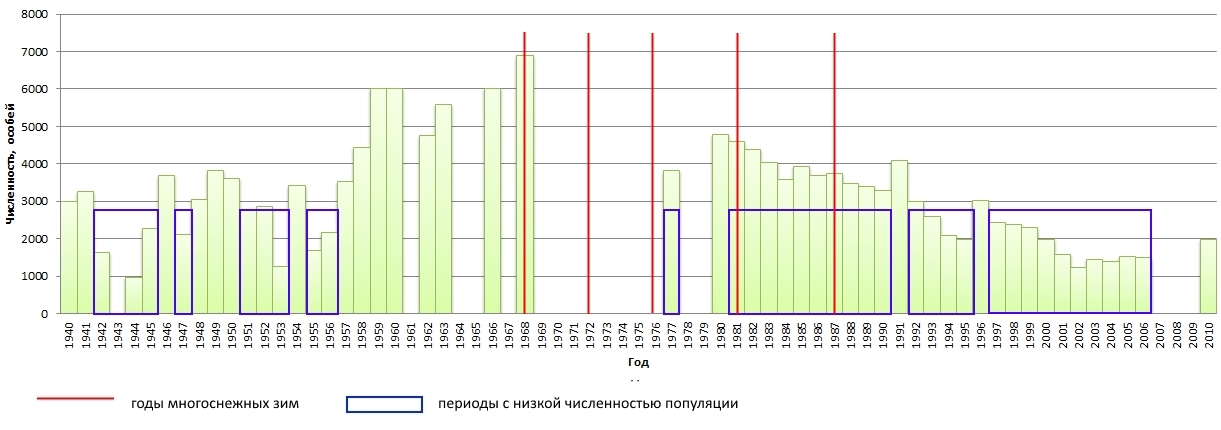 8000
7000
6000
5000
4000
3000
2000
1000
0
Численность, особей
1940 1941 1942 1943 1944 1945 1946 1947 1948 1949 1950 1951 1952 1953 1954 1955 1956 1957 1958 1959 1960 1961 1962 1963 1964 1965 1966 1967 1968 1969 1970 1971 1972 1973 1974 1975 1976 1977 1978 1979 1980 1981 1982 1983 1984 1985 1986 1987 1988 1989 1990 1991 1992 1993 1994 1995 1996 1997 1998 1999 2000 2001 2002 2003 2004 2005 2006 2007 2008 2009 2010
Год
годы многоснежных зим
периоды с низкой численностью популяции